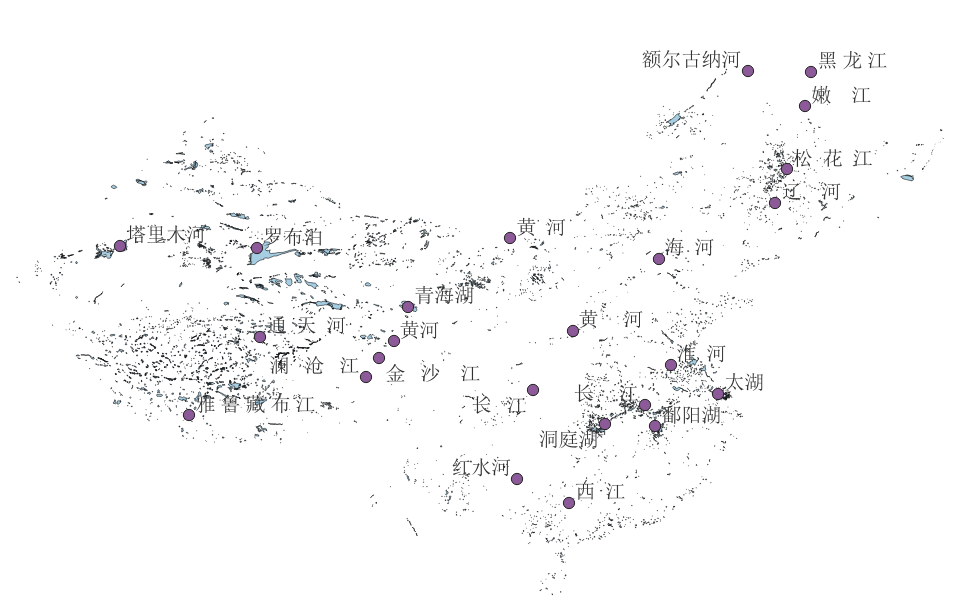 额尔古纳河
黑龙江
嫩江
松花江
辽河
塔里木河
罗布泊
黄河
海河
青海湖
通天河
黄河
黄河
澜沧江
金沙江
淮河
太湖
雅鲁藏布江
长江
长江
鄱阳湖
洞庭湖
红水河
西江